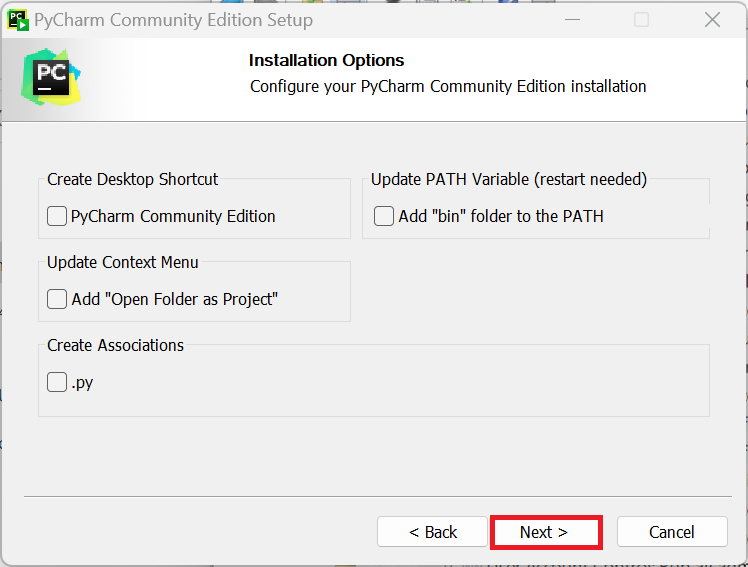 PyCharm Community Edition Setup
PC
Installation Options
Configure your PyCharm Community Edition installation
Create Desktop Shortcut
PyCharm Community Edition
Update PATH Variable (restart needed)
Add "bin" folder to the PATH
Update Context Menu
Add "Open Folder as Project"
Create Associations
.py
< Back
Next >
Cancel